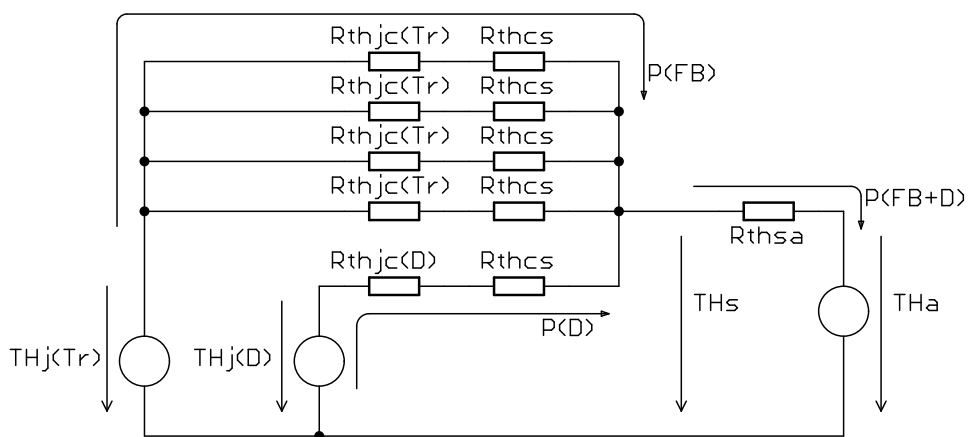 Rthjc(Tr) Rthcs
P(FB)
Rthjc(Tr) Rthcs
Rthjc(Tr) Rthcs
Rthjc(Tr) Rthcs
P(FB+D)
Rthsa
Rthjc(D) Rthcs
THs
THa
P(D)
THj(Tr)
THj(D)